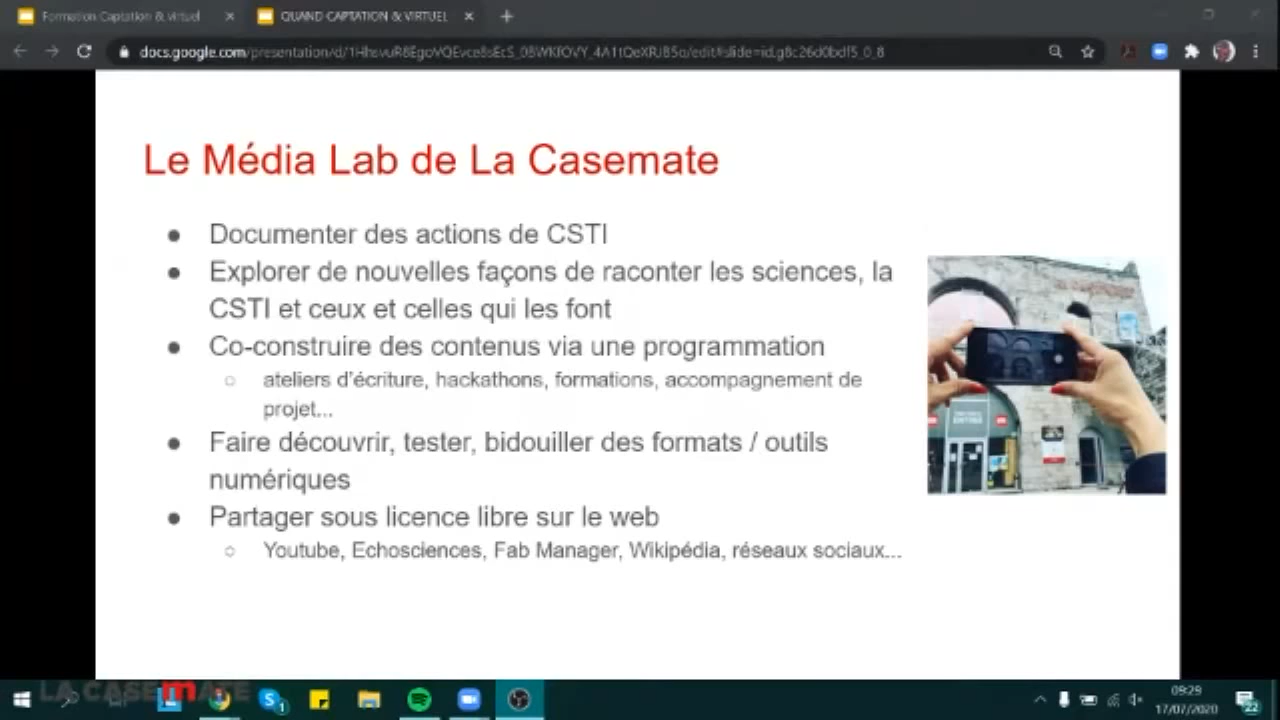 Formation Captation & Virtuel
QUAND CAPTATION & VIRTUEL
Le Média Lab de La Casemate
Documenter des actions de CSTI
Explorer de nouvelles façons de raconter les sciences, la
CSTI et ceux et celles qui les font
Co-construire des contenus via une programmation
ateliers d'écriture, hackathons, formations, accompagnement de
projet...
Faire découvrir, tester, bidouiller des formats / outils
numériques
Partager sous licence libre sur le web
Youtube, Echosciences, Fab Manager, Wikipédia, réseaux sociaux...
LA CASEMATE
09:29
17/07/2020
22